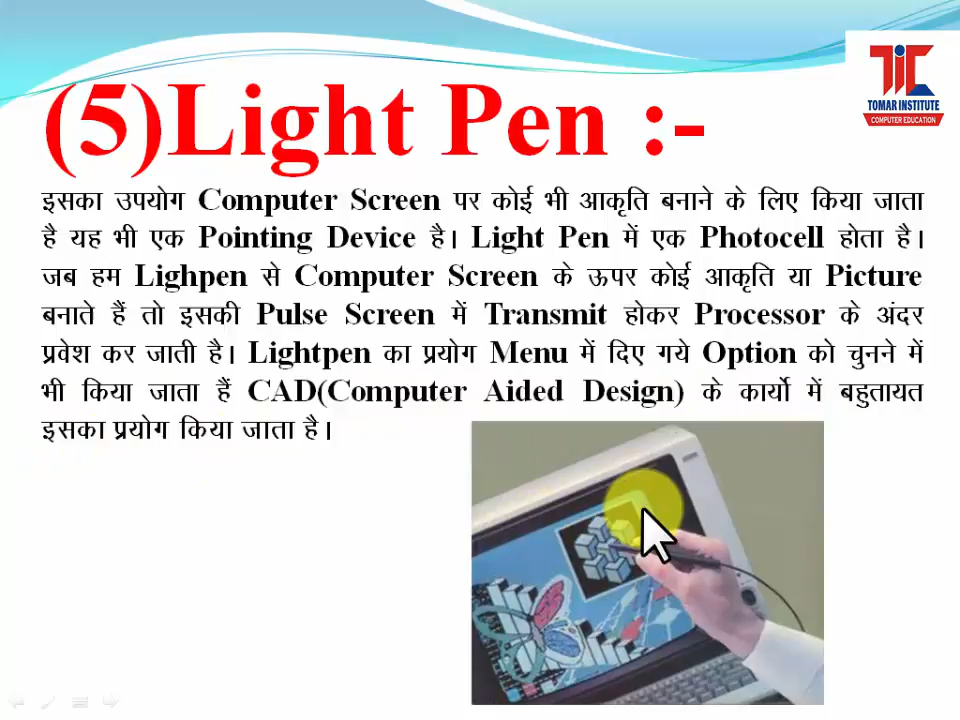 (5)Light Pen :-
TiC
TOMAR INSTITUTE
COMPUTER EDUCATION
इसका उपयोग Computer Screen पर कोई भी आकृति बनाने के लिए किया जाता
है यह भी एक Pointing Device है। Light Pen में एक Photocell होता है।
जब हम Lighpen से Computer Screen के ऊपर कोई आकृति या Picture
बनाते हैं तो इसकी Pulse Screen में Transmit होकर Processor के अंदर
प्रवेश कर जाती है। Lightpen का प्रयोग Menu में दिए गये Option को चुनने में
भी किया जाता हैं CAD(Computer Aided Design) के कार्यो में बहुतायत
इसका प्रयोग किया जाता है।